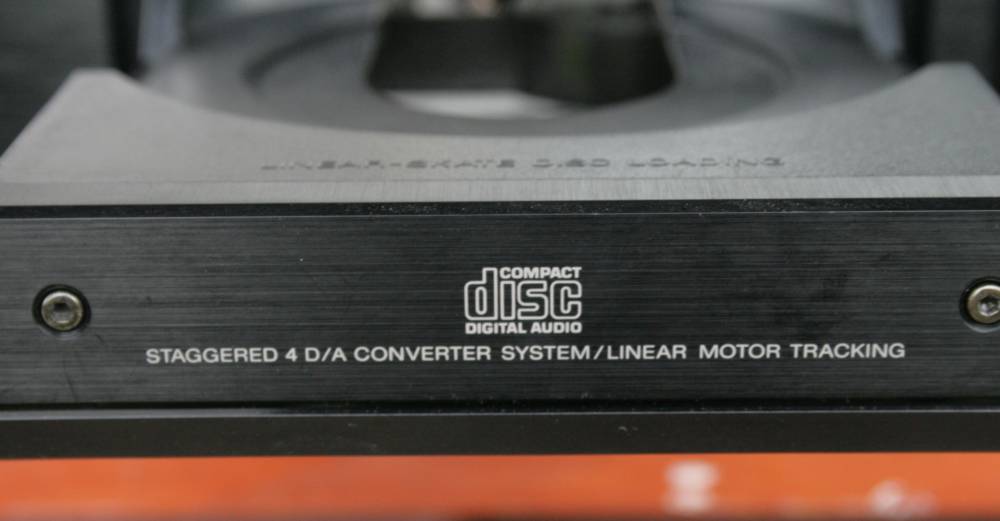 LINEAR-SKATE DISC LOADING
COMPACT
disc
DIGITAL AUDIO
STAGGERED 4 D/A CONVERTER SYSTEM/LINEAR MOTOR TRACKING